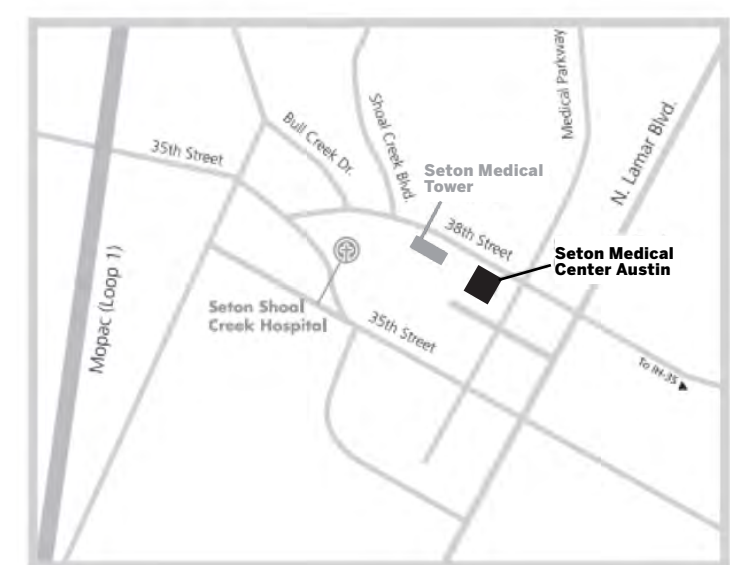 Medical Parkway
N. Lamar Blvd.
Shoal Creek Blvd.
Bull Creek Dr.
35th Street
Seton Medical
Tower
38th Street
Seton Medical
Center Austin
Mopac (Loop 1)
Seton Shoal
Creek Hospital
35th Street
To IH-35